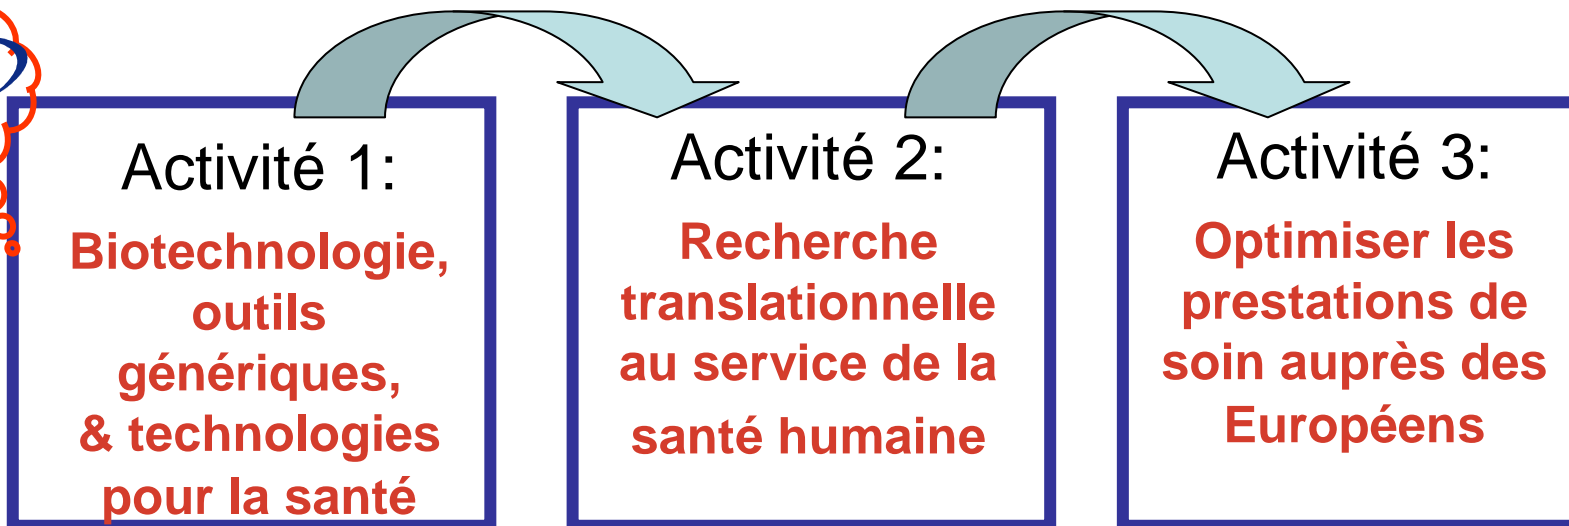 Activité 1:
Biotechnologie,
outils
génériques,
& technologies
pour la santé
Activité 2:
Recherche
translationnelle
au service de la
santé humaine
Activité 3:
Optimiser les
prestations de
soin auprès des
Européens